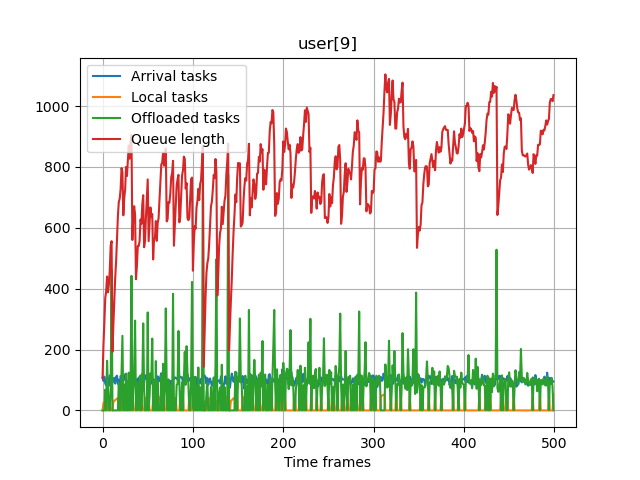 user[9]
Arrival tasks
Local tasks
Offloaded tasks
Queue length
1000
800
600
400
200
0
0 100 200 300 400 500
Time frames